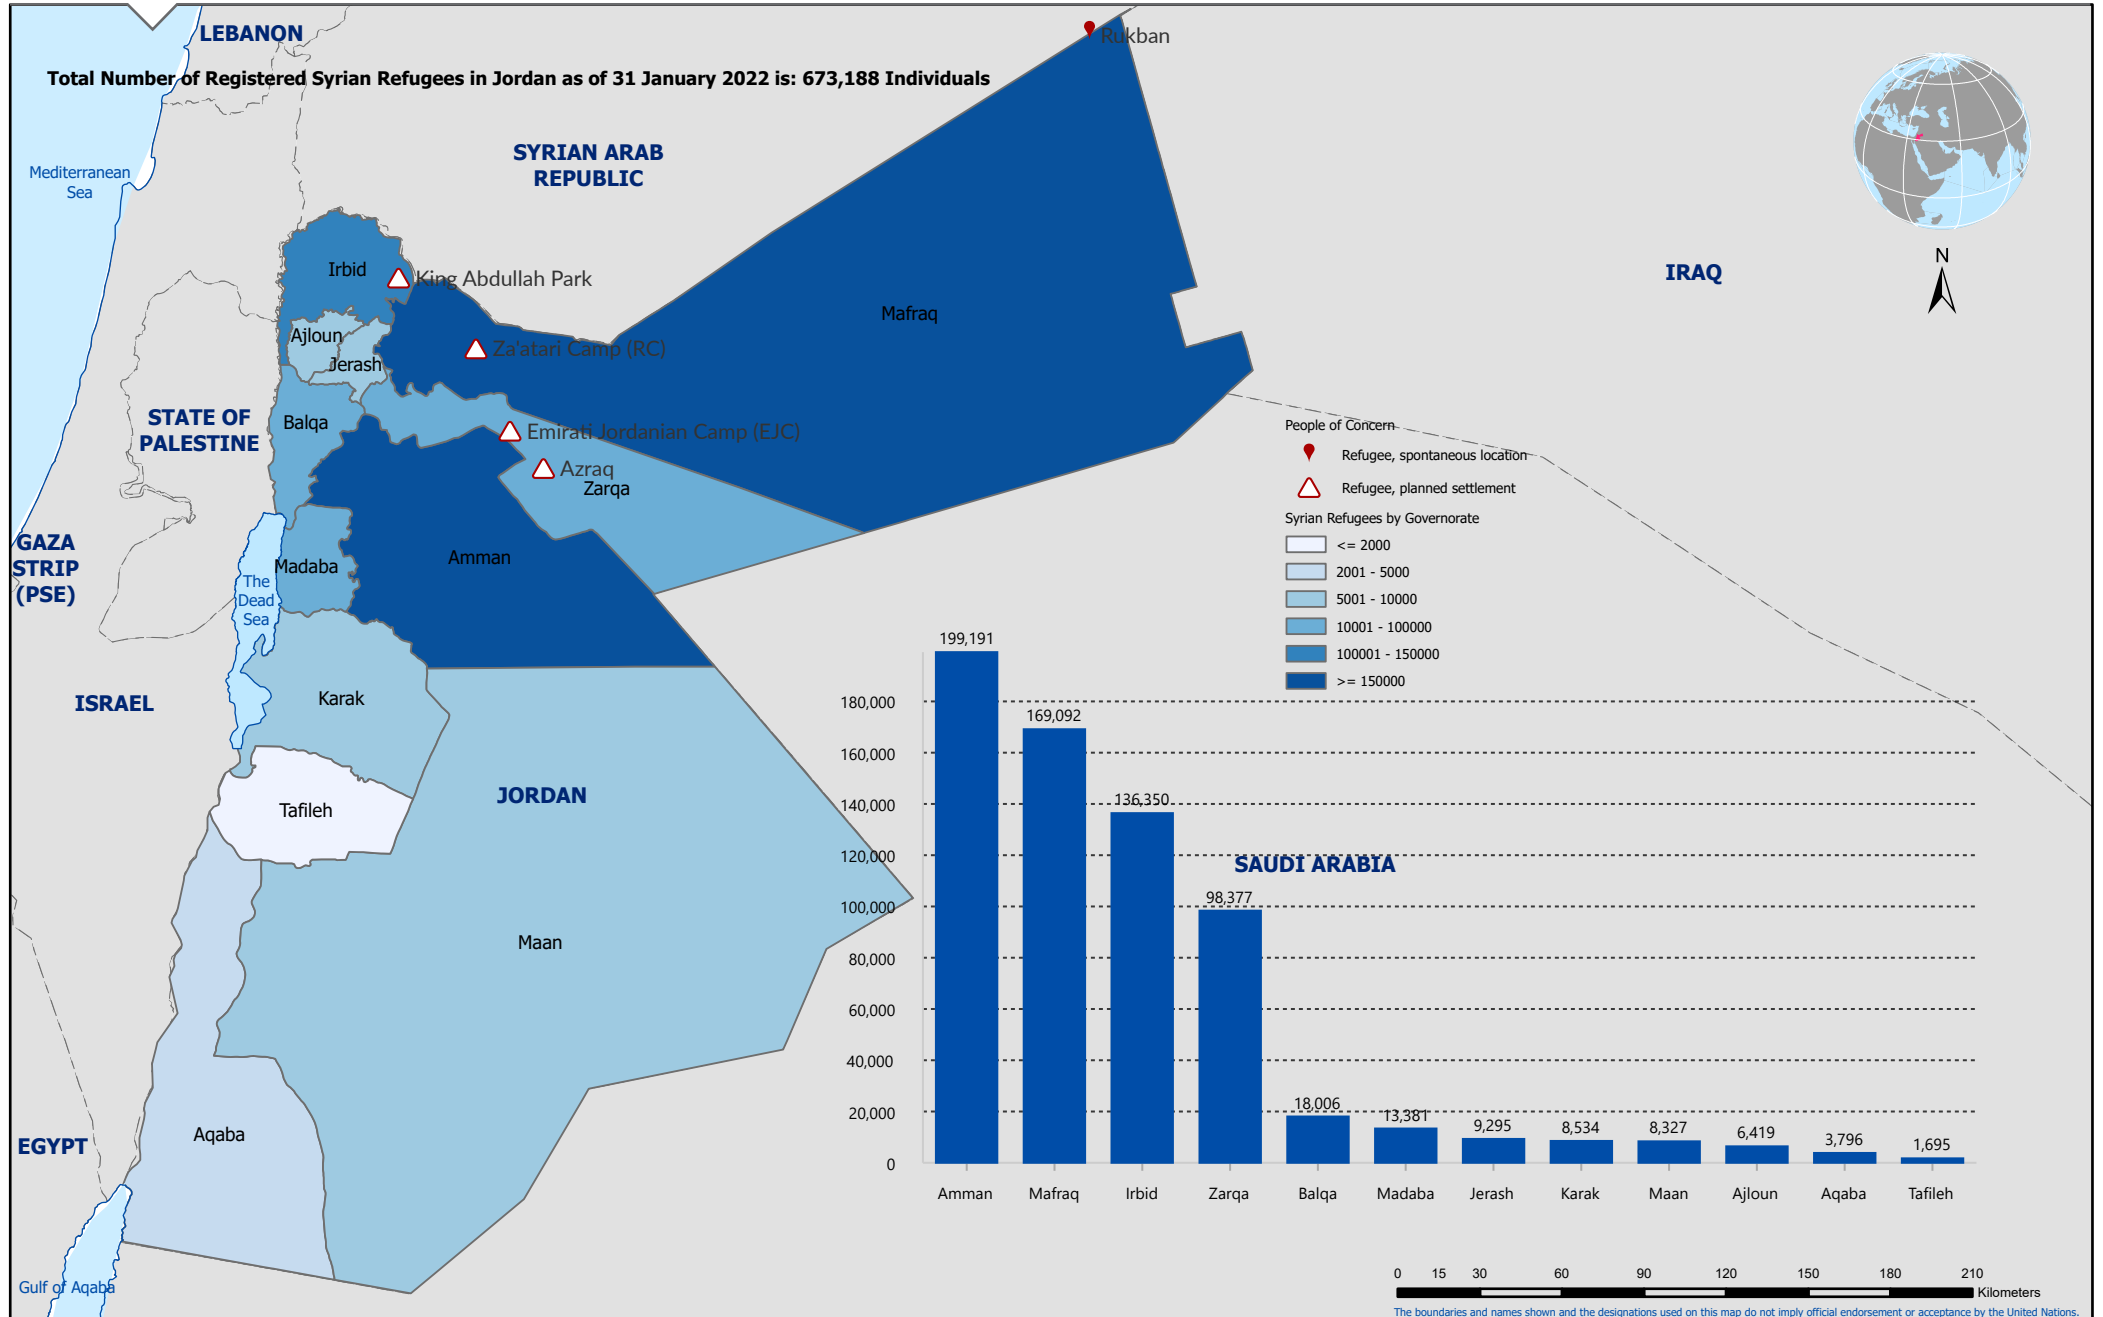 LEBANON
Rukban
Total Number of Registered Syrian Refugees in Jordan as of 31 January 2022 is: 673,188 Individuals
SYRIAN ARAB
REPUBLIC
Mediterranean
Sea
Irbid
King Abdullah Park
IRAQ
N
Mafraq
Ajloun
Jerash
Za'atari Camp (RC)
STATE OF
PALESTINE
Balqa
Emirati Jordanian Camp (EJC)
Azraq
Zarqa
GAZA
STRIP
(PSE)
Madaba
Amman
The
Dead
Sea
ISRAEL
Karak
JORDAN
Tafileh
Maan
Aqaba
EGYPT
Gulf of Aqaba
SAUDI ARABIA
People of Concern
Refugee, spontaneous location
Refugee, planned settlement
Syrian Refugees by Governorate
<= 2000
2001 - 5000
5001 - 10000
10001 - 100000
100001 - 150000
>= 150000
199,191
180,000
169,092
160,000
140,000
136,350
120,000
100,000
98,377
80,000
60,000
40,000
20,000
18,006
13,381
9,295
8,534
8,327
6,419
3,796
1,695
0
Amman Mafraq Irbid Zarqa Balqa Madaba Jerash Karak Maan Ajloun Aqaba Tafileh
0 15 30 60 90 120 150 180 210
Kilometers
The boundaries and names shown and the designations used on this map do not imply official endorsement or acceptance by the United Nations.